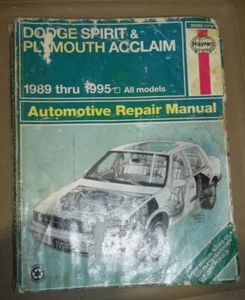 DODGE SPIRIT &
PLYMOUTH ACCLAIM
Haynes
1989 thru 1995 □ All models
Automotive Repair Manual